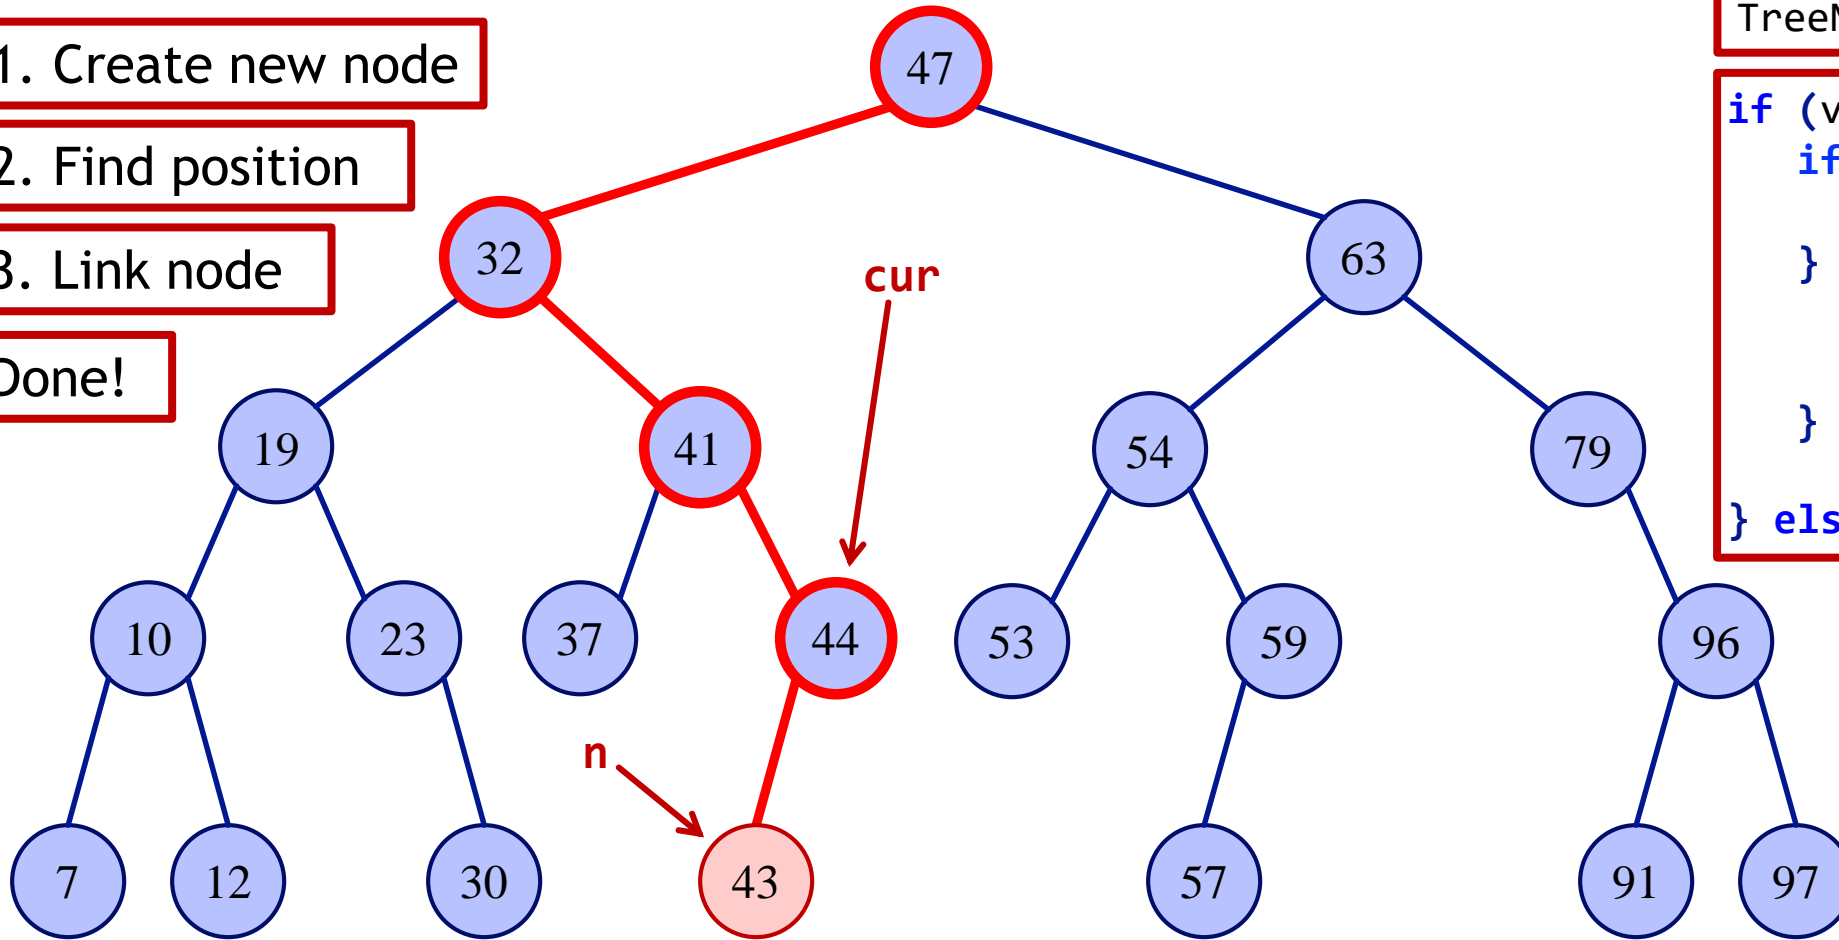 1. Create new node
2. Find position
3. Link node
Done!
47
32
63
cur
19
41
54
79
10
23
37
44
53
59
96
n
7
12
30
43
57
91
97
if (v
if
}
}
} els